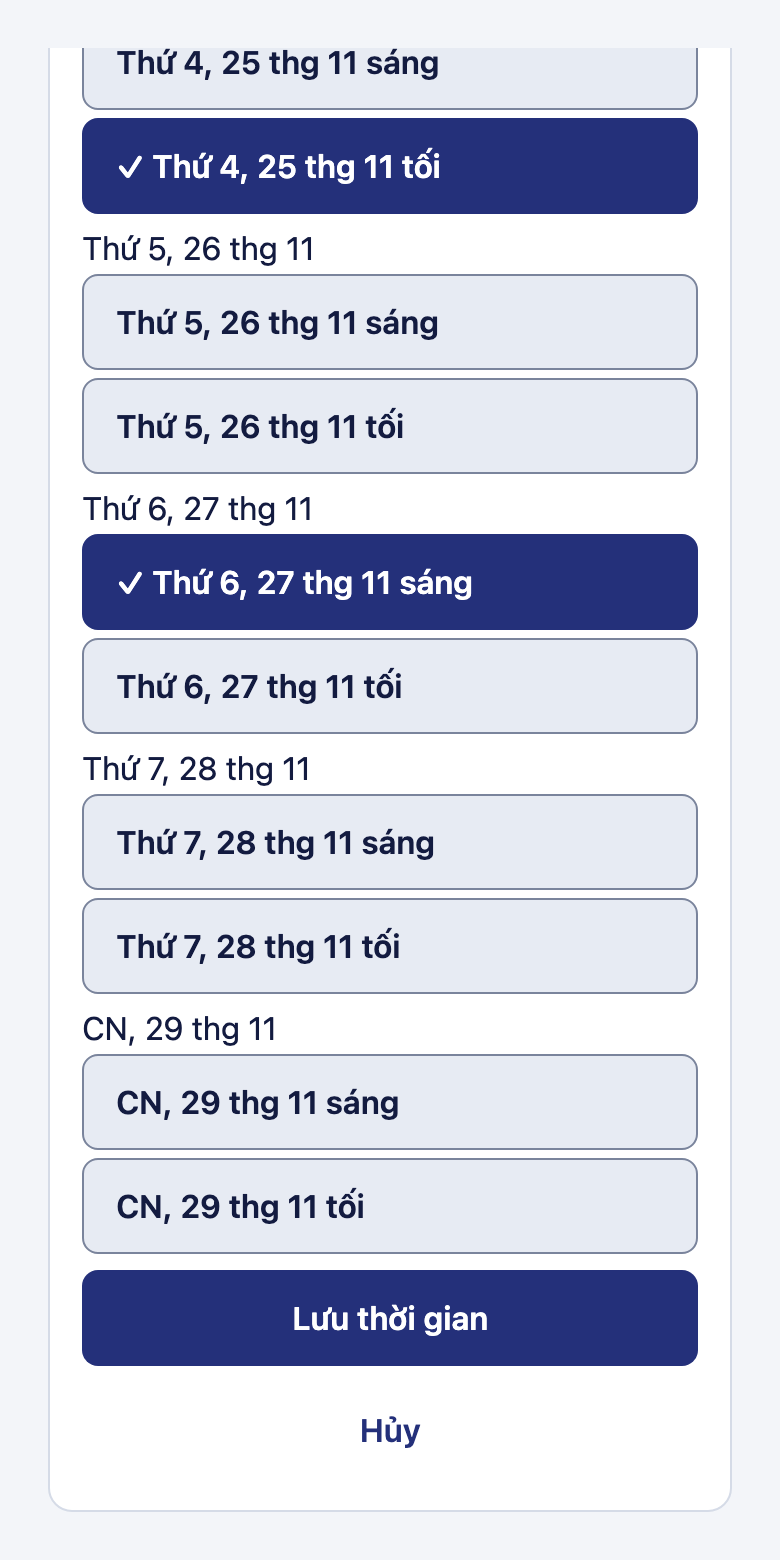 Thứ 4, 25 thg 11 sáng
✓ Thứ 4, 25 thg 11 tối
Thứ 5, 26 thg 11
Thứ 5, 26 thg 11 sáng
Thứ 5, 26 thg 11 tối
Thứ 6, 27 thg 11
✓ Thứ 6, 27 thg 11 sáng
Thứ 6, 27 thg 11 tối
Thứ 7, 28 thg 11
Thứ 7, 28 thg 11 sáng
Thứ 7, 28 thg 11 tối
CN, 29 thg 11
CN, 29 thg 11 sáng
CN, 29 thg 11 tối
Lưu thời gian
Hủy